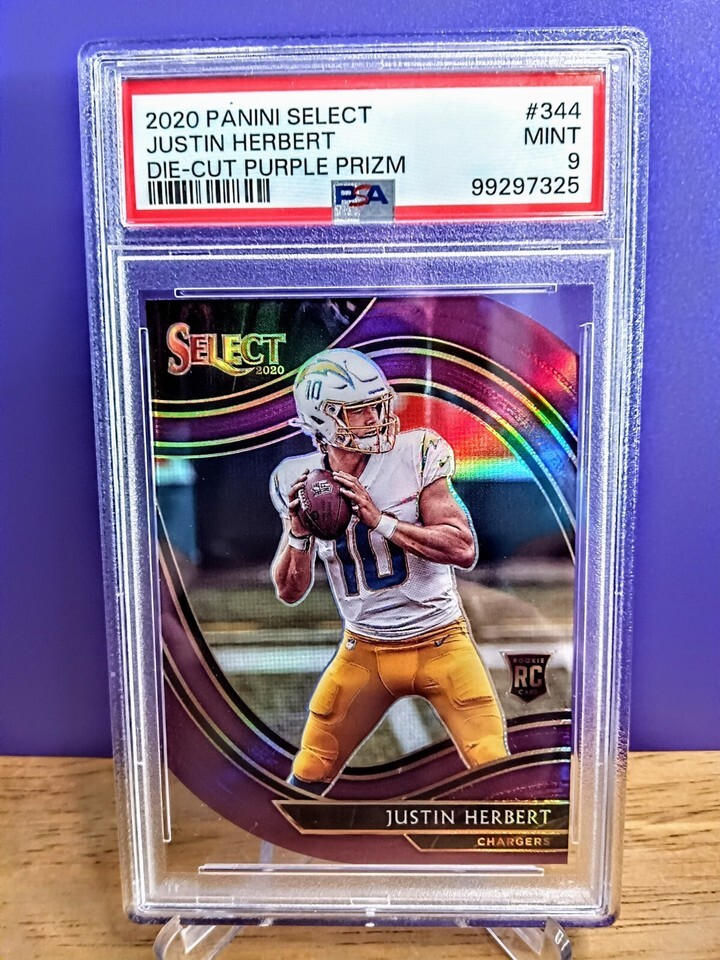 2020 PANINI SELECT #344
JUSTIN HERBERT MINT
DIE-CUT PURPLE PRIZM 9
PSA 99297325
SELECT
2020
10
10
ROOKIE
RC
CARD
JUSTIN HERBERT
CHARGERS